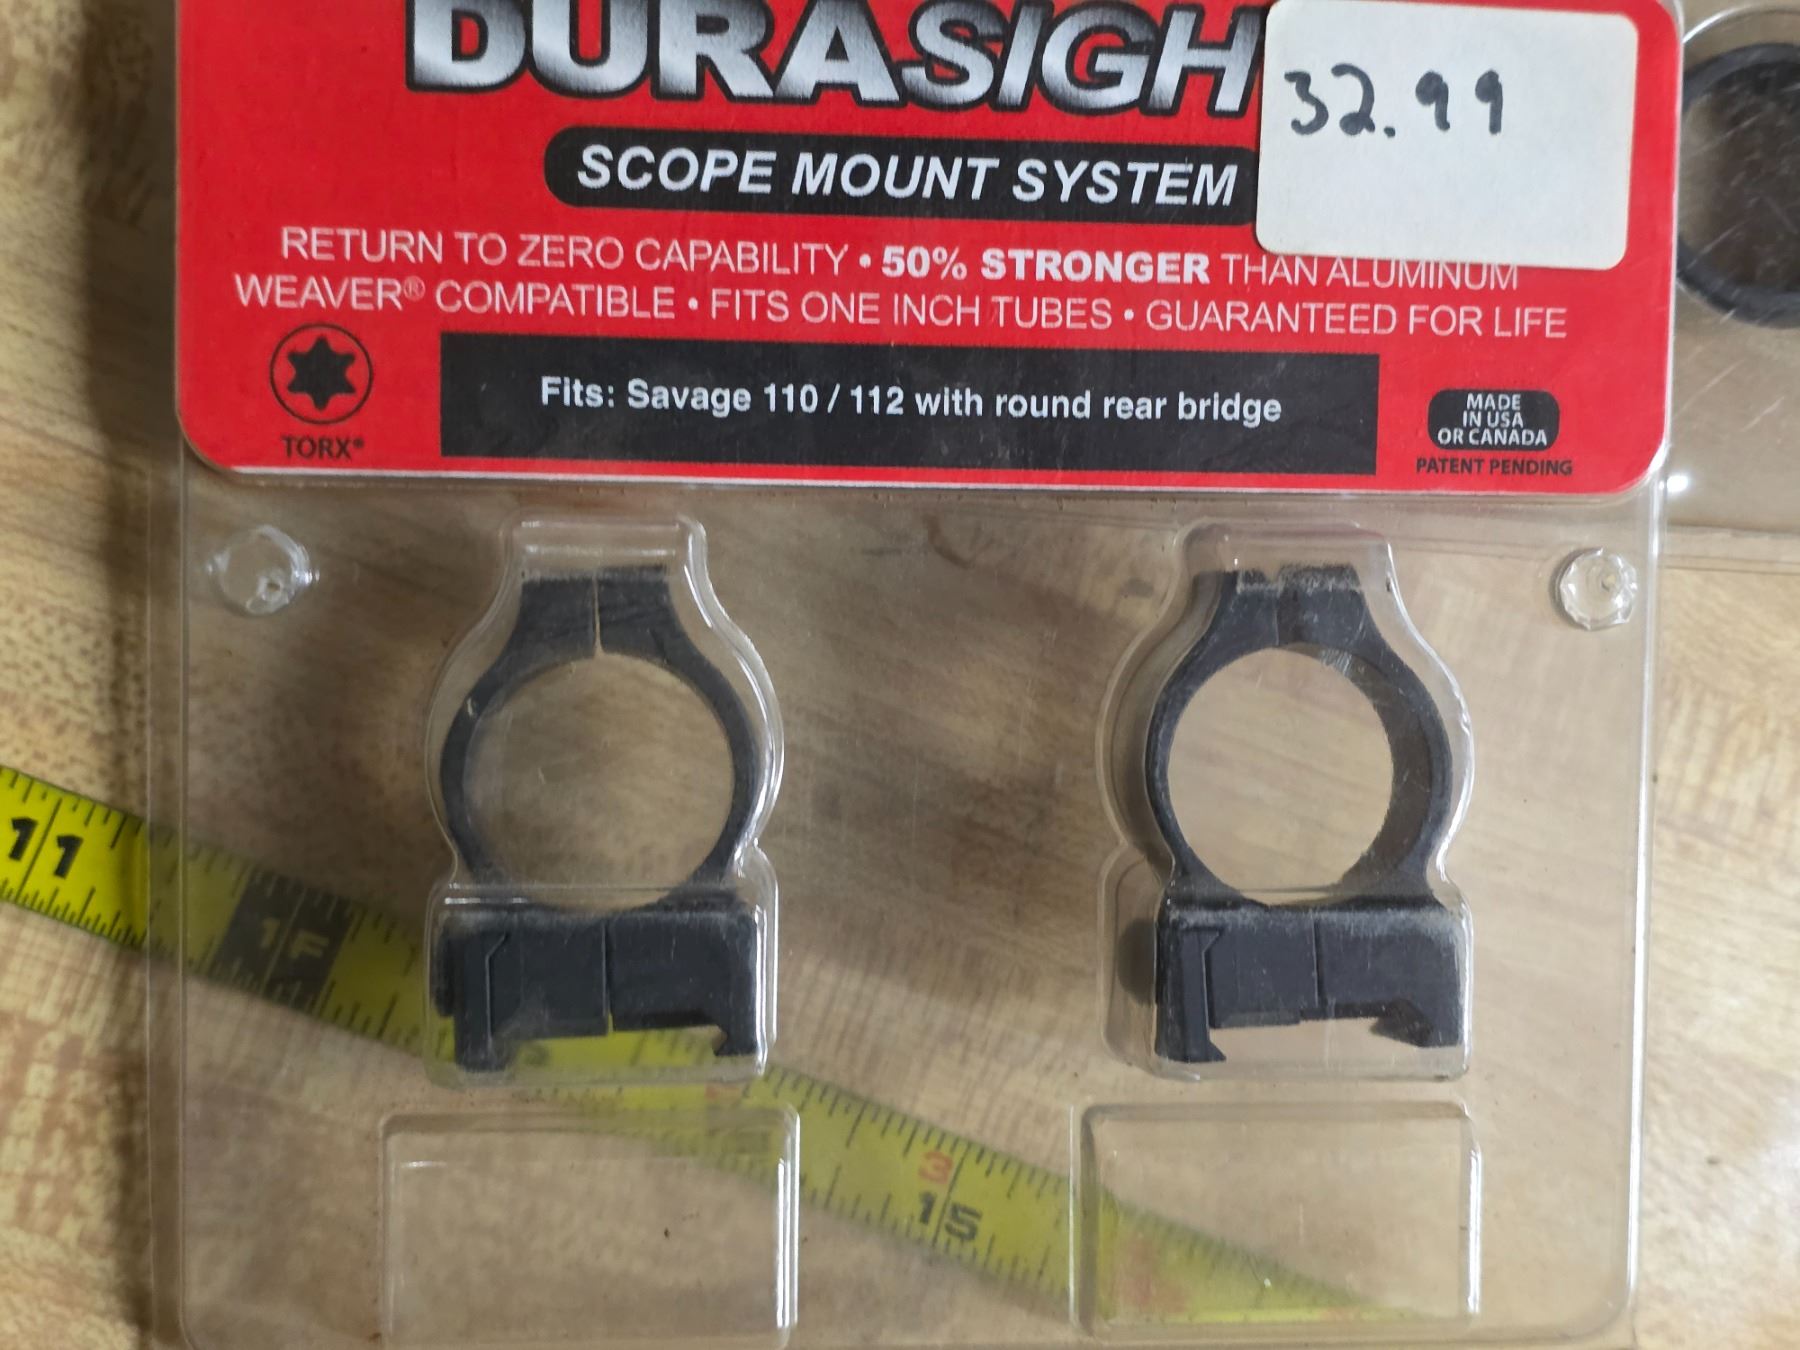 DURASIGH
32.99
SCOPE MOUNT SYSTEM
RETURN TO ZERO CAPABILITY • 50% STRONGER THAN ALUMINUM
WEAVER® COMPATIBLE • FITS ONE INCH TUBES • GUARANTEED FOR LIFE
TORX®
Fits: Savage 110 / 112 with round rear bridge
MADE
IN USA
OR CANADA
PATENT PENDING
11
1F
3
15